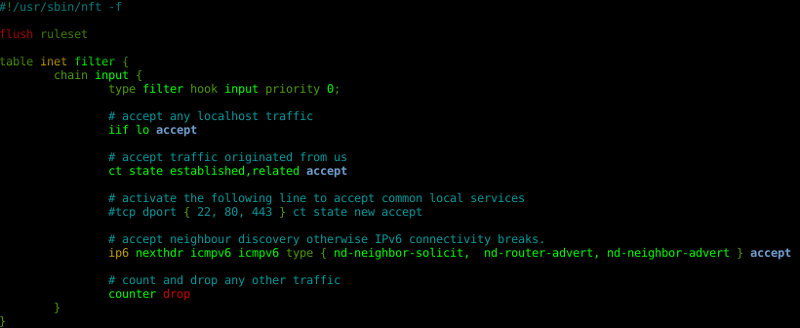 #!/usr/sbin/nft -f
flush ruleset
table inet filter {
chain input {
type filter hook input priority 0;
# accept any localhost traffic
iif lo accept
# accept traffic originated from us
ct state established,related accept
# activate the following line to accept common local services
#tcp dport { 22, 80, 443 } ct state new accept
# accept neighbour discovery otherwise IPv6 connectivity breaks.
ip6 nexthdr icmpv6 icmpv6 type { nd-neighbor-solicit,  nd-router-advert, nd-neighbor-advert } accept
# count and drop any other traffic
counter drop
}
}